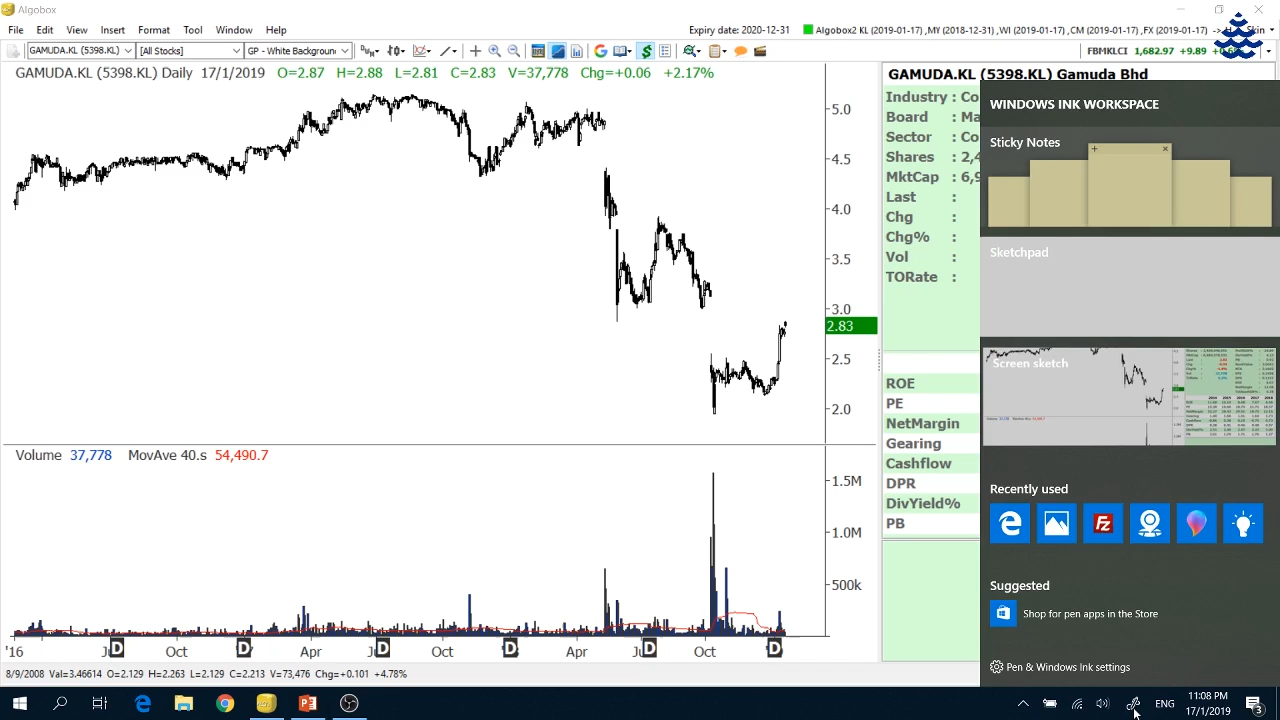 Algobox
File Edit View Insert Format Tool Window Help
Expiry date: 2020-12-31 Algobox2 KL (2019-01-17),MY (2018-12-31), WI (2019-01-17),CM (2019-01-17),FX (2019-01-17) -> Skin
GAMUDA.KL (5398.KL) [All Stocks] GP - White Background
FBMKLCI 1,682.97 +9.89
GAMUDA.KL (5398.KL) Daily 17/1/2019 O=2.87 H=2.88 L=2.81 C=2.83 V=37,778 Chg=+0.06 +2.17%
5.0
4.5
4.0
3.5
3.0
2.83
2.5
2.0
Volume 37,778 MovAve 40.s 54,490.7
1.5M
1.0M
500k
'16 D Oct D Apr D Oct D Apr D Oct D
8/9/2008 Val=3.46614 O=2.129 H=2.263 L=2.129 C=2.213 V=73,476 Chg=+0.101 +4.78%
GAMUDA.KL (5398.KL) Gamuda Bhd
Industry : Co
Board : Ma
Sector : Co
Shares : 2,4
MktCap : 6,9
Last :
Chg :
Chg% :
Vol :
TORate :
ROE
PE
NetMargin
Gearing
Cashflow
DPR
DivYield%
PB
WINDOWS INK WORKSPACE
Sticky Notes
Sketchpad
Screen sketch
Recently used
Fz
Suggested
Shop for pen apps in the Store
Pen & Windows Ink settings
ENG
11:08 PM
17/1/2019
3